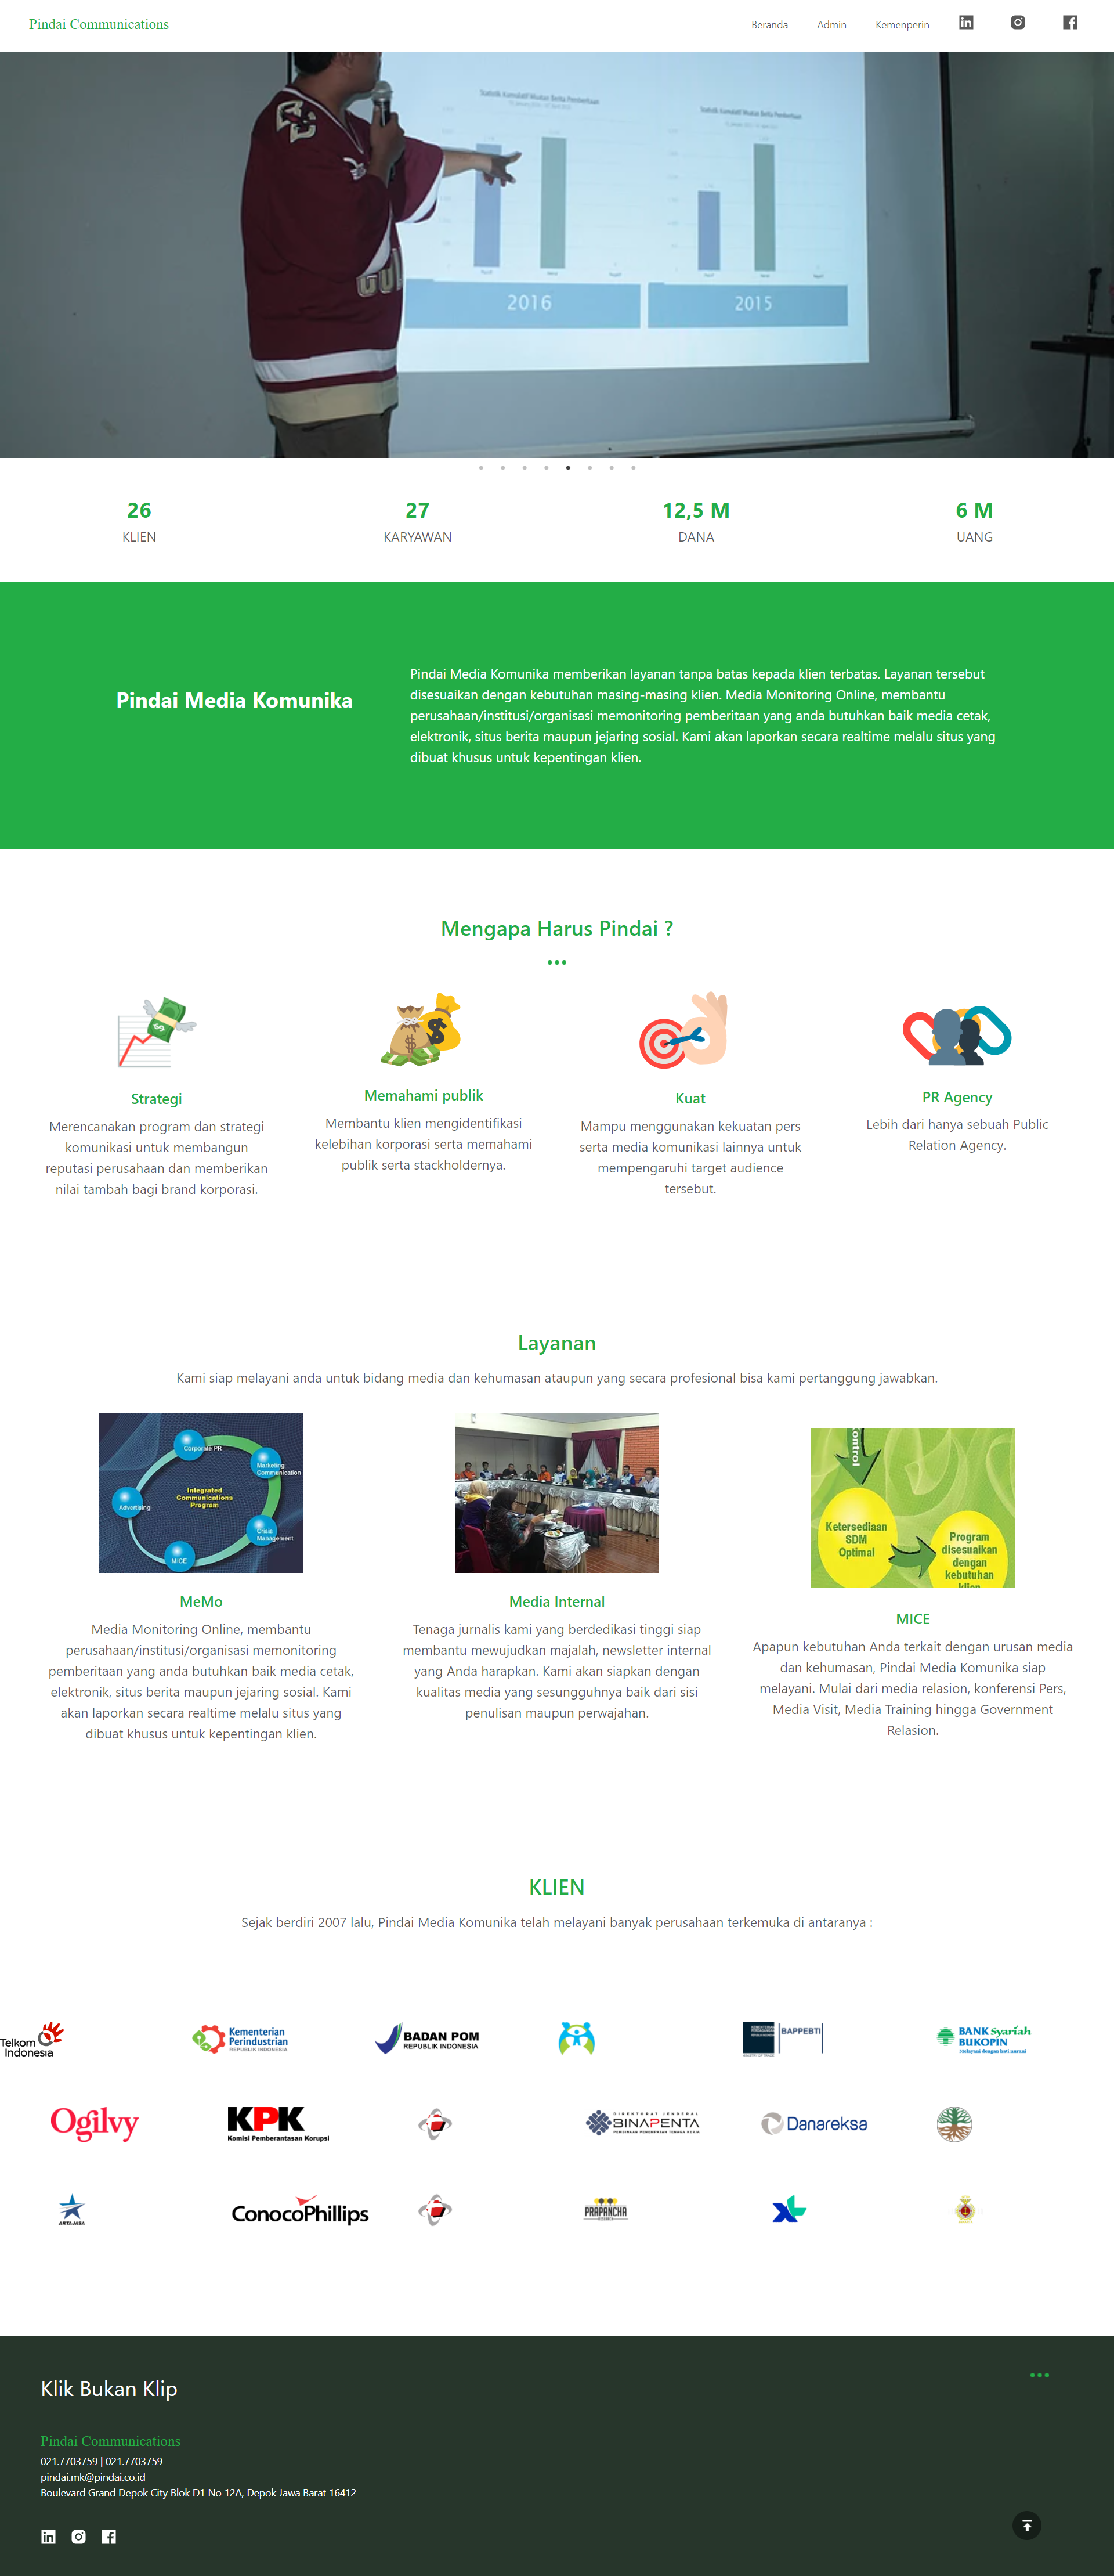 Pindai Communications
Beranda
Admin
Kemenperin
2016
2015
26
KLIEN
27
KARYAWAN
12,5 M
DANA
6 M
UANG
Pindai Media Komunika
Pindai Media Komunika memberikan layanan tanpa batas kepada klien terbatas. Layanan tersebut
disesuaikan dengan kebutuhan masing-masing klien. Media Monitoring Online, membantu
perusahaan/institusi/organisasi memonitoring pemberitaan yang anda butuhkan baik media cetak,
elektronik, situs berita maupun jejaring sosial. Kami akan laporkan secara realtime melalu situs yang
dibuat khusus untuk kepentingan klien.
Mengapa Harus Pindai ?
Strategi
Merencanakan program dan strategi
komunikasi untuk membangun
reputasi perusahaan dan memberikan
nilai tambah bagi brand korporasi.
Memahami publik
Membantu klien mengidentifikasi
kelebihan korporasi serta memahami
publik serta stackholdernya.
Kuat
Mampu menggunakan kekuatan pers
serta media komunikasi lainnya untuk
mempengaruhi target audience
tersebut.
PR Agency
Lebih dari hanya sebuah Public
Relation Agency.
Layanan
Kami siap melayani anda untuk bidang media dan kehumasan ataupun yang secara profesional bisa kami pertanggung jawabkan.
Corporate PR
Marketing
Communication
Integrated
Communications
Program
Advertising
Crisis
Management
MICE
MeMo
Media Monitoring Online, membantu
perusahaan/institusi/organisasi memonitoring
pemberitaan yang anda butuhkan baik media cetak,
elektronik, situs berita maupun jejaring sosial. Kami
akan laporkan secara realtime melalu situs yang
dibuat khusus untuk kepentingan klien.
Media Internal
Tenaga jurnalis kami yang berdedikasi tinggi siap
membantu mewujudkan majalah, newsletter internal
yang Anda harapkan. Kami akan siapkan dengan
kualitas media yang sesungguhnya baik dari sisi
penulisan maupun perwajahan.
ontrol
Ketersediaan
SDM
Optimal
Program
disesuaikan
dengan
kebutuhan
klien
MICE
Apapun kebutuhan Anda terkait dengan urusan media
dan kehumasan, Pindai Media Komunika siap
melayani. Mulai dari media relasion, konferensi Pers,
Media Visit, Media Training hingga Government
Relasion.
KLIEN
Sejak berdiri 2007 lalu, Pindai Media Komunika telah melayani banyak perusahaan terkemuka di antaranya :
Telkom
Indonesia
Kementerian
Perindustrian
REPUBLIK INDONESIA
BADAN POM
REPUBLIK INDONESIA
BAPPEBTI
BANK Syariah
BUKOPIN
Melayani dengan hati nurani
Ogilvy
KPK
Komisi Pemberantasan Korupsi
DIREKTORAT JENDERAL
BINAPENTA
PEMBINAAN PENEMPATAN TENAGA KERJA
Danareksa
ARTAJASA
ConocoPhillips
PRAPANCHA
XL
Klik Bukan Klip
Pindai Communications
021.7703759 | 021.7703759
pindai.mk@pindai.co.id
Boulevard Grand Depok City Blok D1 No 12A, Depok Jawa Barat 16412